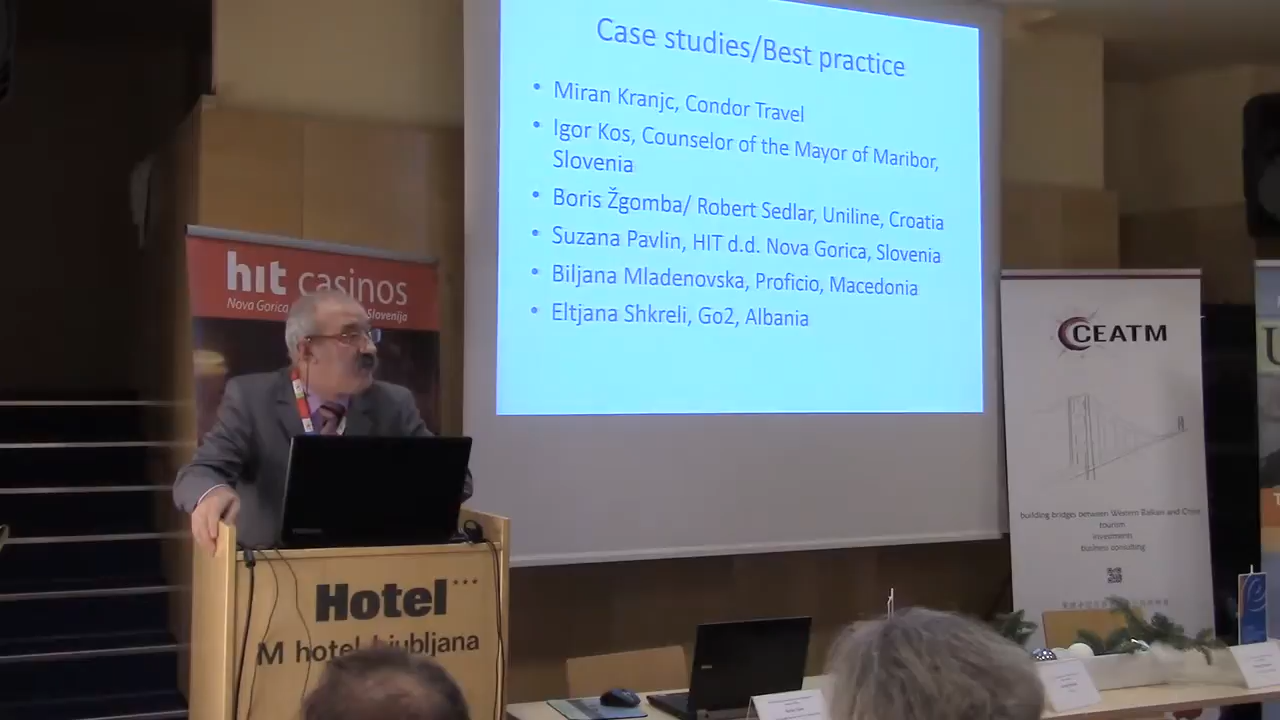 Case studies/Best practice
• Miran Kranjc, Condor Travel
• Igor Kos, Counselor of the Mayor of Maribor,
Slovenia
• Boris Žgomba/ Robert Sedlar, Uniline, Croatia
• Suzana Pavlin, HIT d.d. Nova Gorica, Slovenia
• Biljana Mladenovska, Proficio, Macedonia
• Eltjana Shkreli, Go2, Albania
hit casinos
Nova Gorica
Slovenija
CEATM
building bridges between Western Balkan and China
tourism
investments
business consulting
Hotel***
M hotel Ljubljana